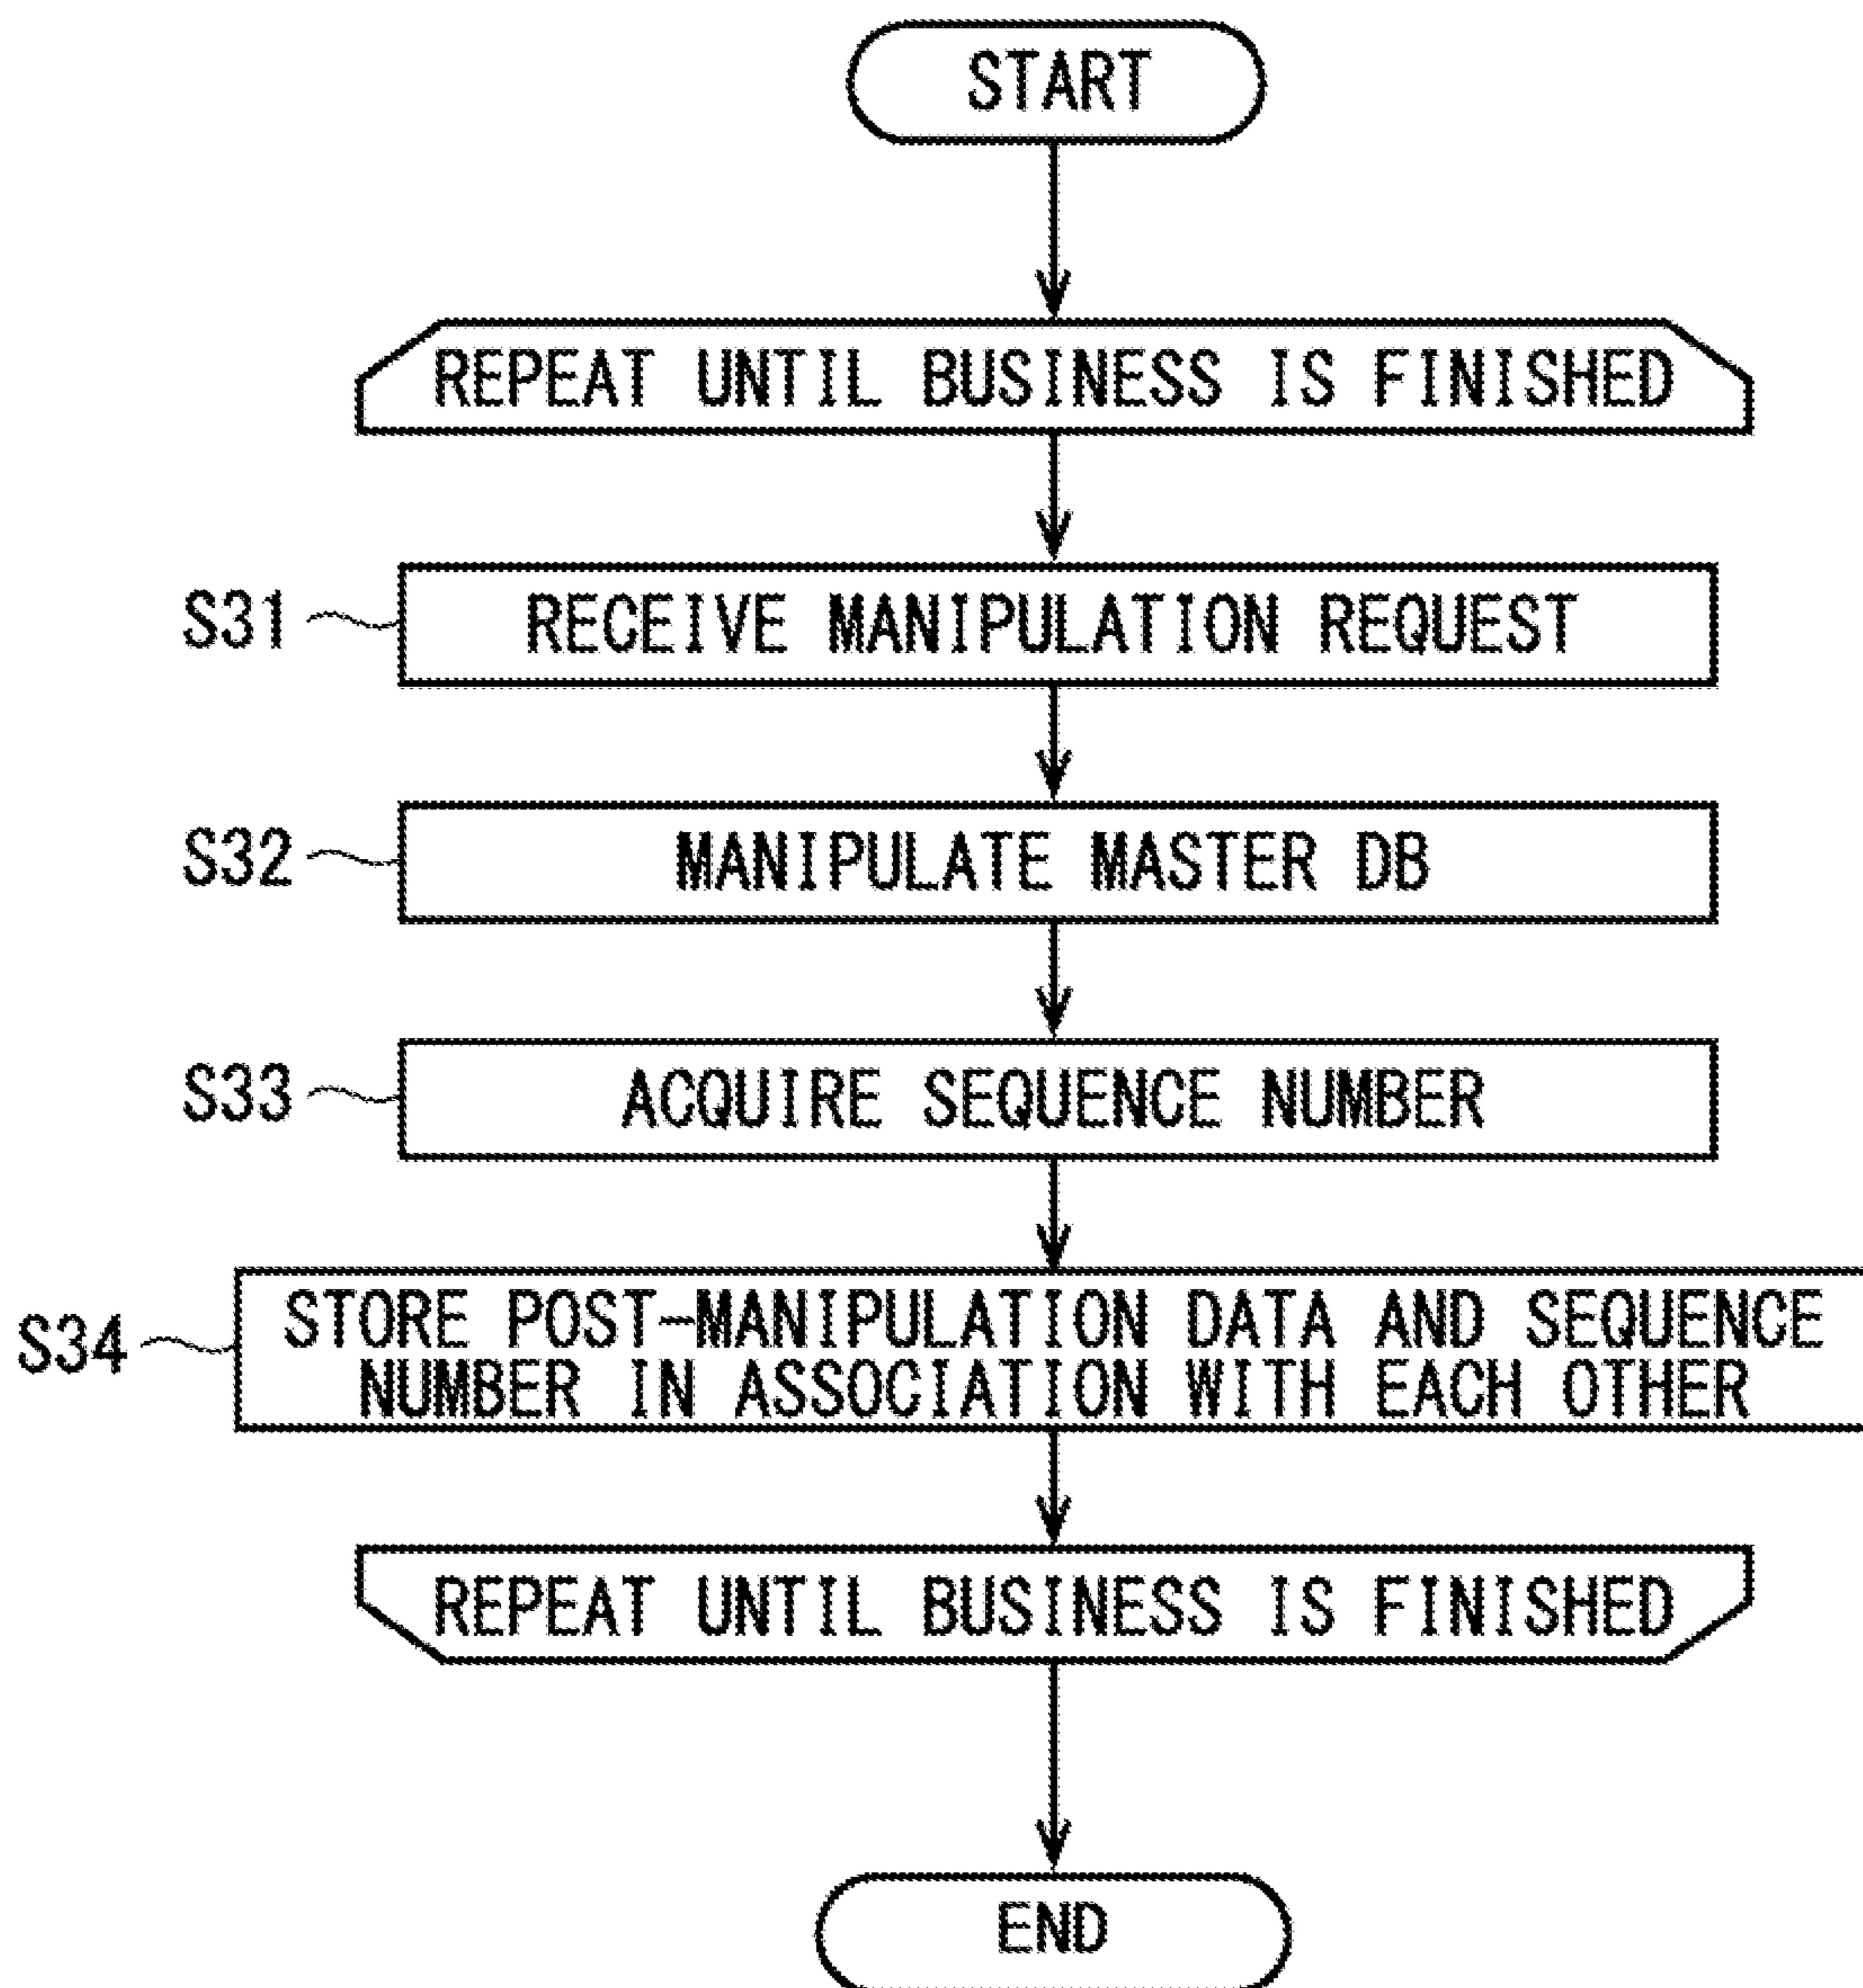 START
REPEAT UNTIL BUSINESS IS FINISHED
S31
RECEIVE MANIPULATION REQUEST
S32
MANIPULATE MASTER DB
S33
ACQUIRE SEQUENCE NUMBER
S34
STORE POST-MANIPULATION DATA AND SEQUENCE
NUMBER IN ASSOCIATION WITH EACH OTHER
REPEAT UNTIL BUSINESS IS FINISHED
END